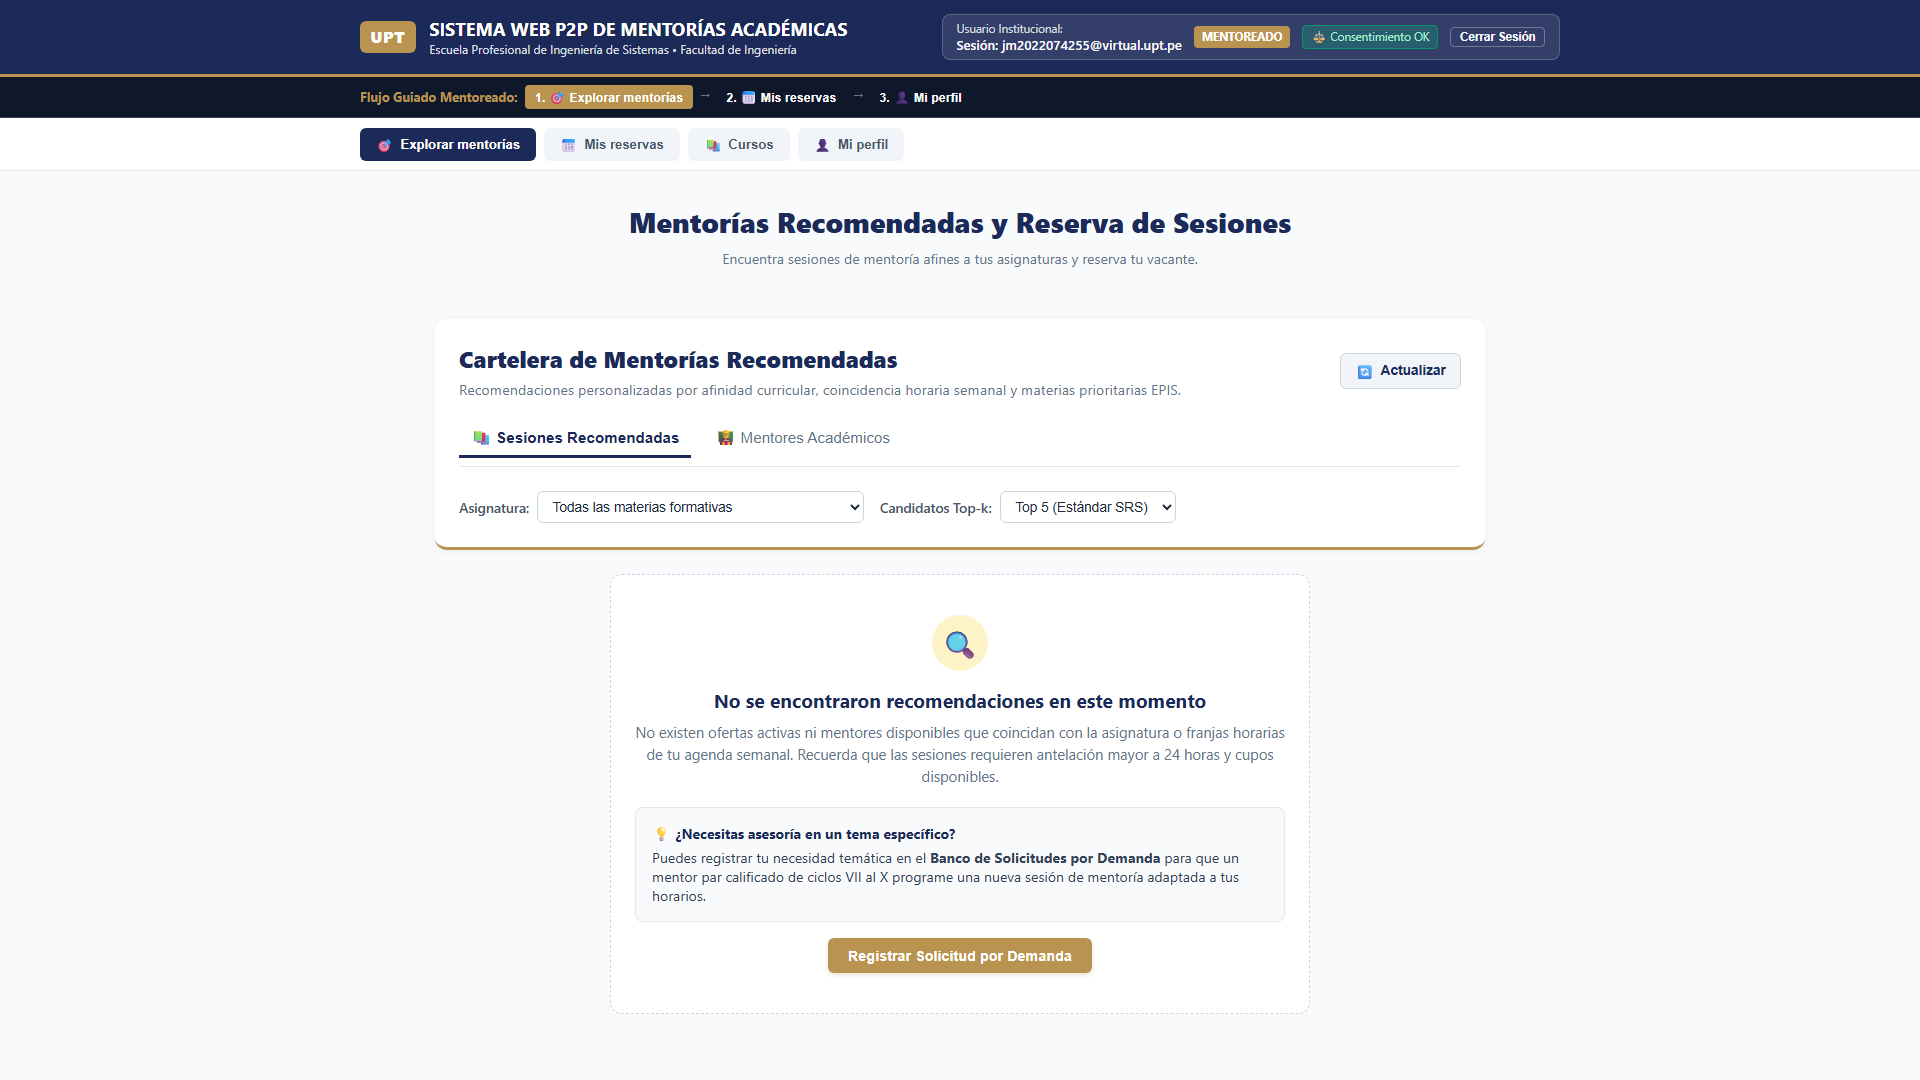 UPT
SISTEMA WEB P2P DE MENTORÍAS ACADÉMICAS
Escuela Profesional de Ingeniería de Sistemas • Facultad de Ingeniería
Usuario Institucional:
Sesión: jm2022074255@virtual.upt.pe
MENTOREADO
Consentimiento OK
Cerrar Sesión
Flujo Guiado Mentoreado: 1. Explorar mentorías → 2. Mis reservas → 3. Mi perfil
Explorar mentorías Mis reservas Cursos Mi perfil
Mentorías Recomendadas y Reserva de Sesiones
Encuentra sesiones de mentoría afines a tus asignaturas y reserva tu vacante.
Cartelera de Mentorías Recomendadas
Recomendaciones personalizadas por afinidad curricular, coincidencia horaria semanal y materias prioritarias EPIS.
Actualizar
Sesiones Recomendadas Mentores Académicos
Asignatura: Todas las materias formativas Candidatos Top-k: Top 5 (Estándar SRS)
No se encontraron recomendaciones en este momento
No existen ofertas activas ni mentores disponibles que coincidan con la asignatura o franjas horarias
de tu agenda semanal. Recuerda que las sesiones requieren antelación mayor a 24 horas y cupos
disponibles.
¿Necesitas asesoría en un tema específico?
Puedes registrar tu necesidad temática en el Banco de Solicitudes por Demanda para que un
mentor par calificado de ciclos VII al X programe una nueva sesión de mentoría adaptada a tus
horarios.
Registrar Solicitud por Demanda